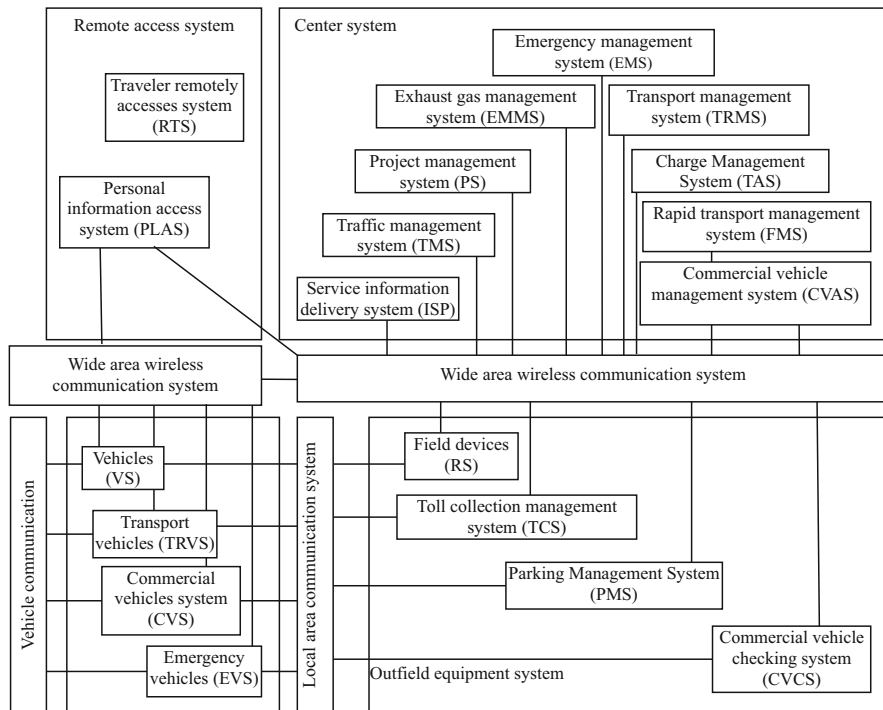 Remote access system
Traveler remotely
accesses system
(RTS)
Personal
information access
system (PLAS)
Center system
Emergency management
system (EMS)
Exhaust gas management
system (EMMS)
Transport management
system (TRMS)
Project management
system (PS)
Charge Management
System (TAS)
Traffic management
system (TMS)
Rapid transport management
system (FMS)
Service information
delivery system (ISP)
Commercial vehicle
management system (CVAS)
Wide area wireless
communication system
Wide area wireless communication system
Vehicle communication
Vehicles
(VS)
Transport
vehicles (TRVS)
Commercial
vehicles system
(CVS)
Emergency
vehicles (EVS)
Local area communication system
Field devices
(RS)
Toll collection management
system (TCS)
Parking Management System
(PMS)
Commercial vehicle
checking system
(CVCS)
Outfield equipment system